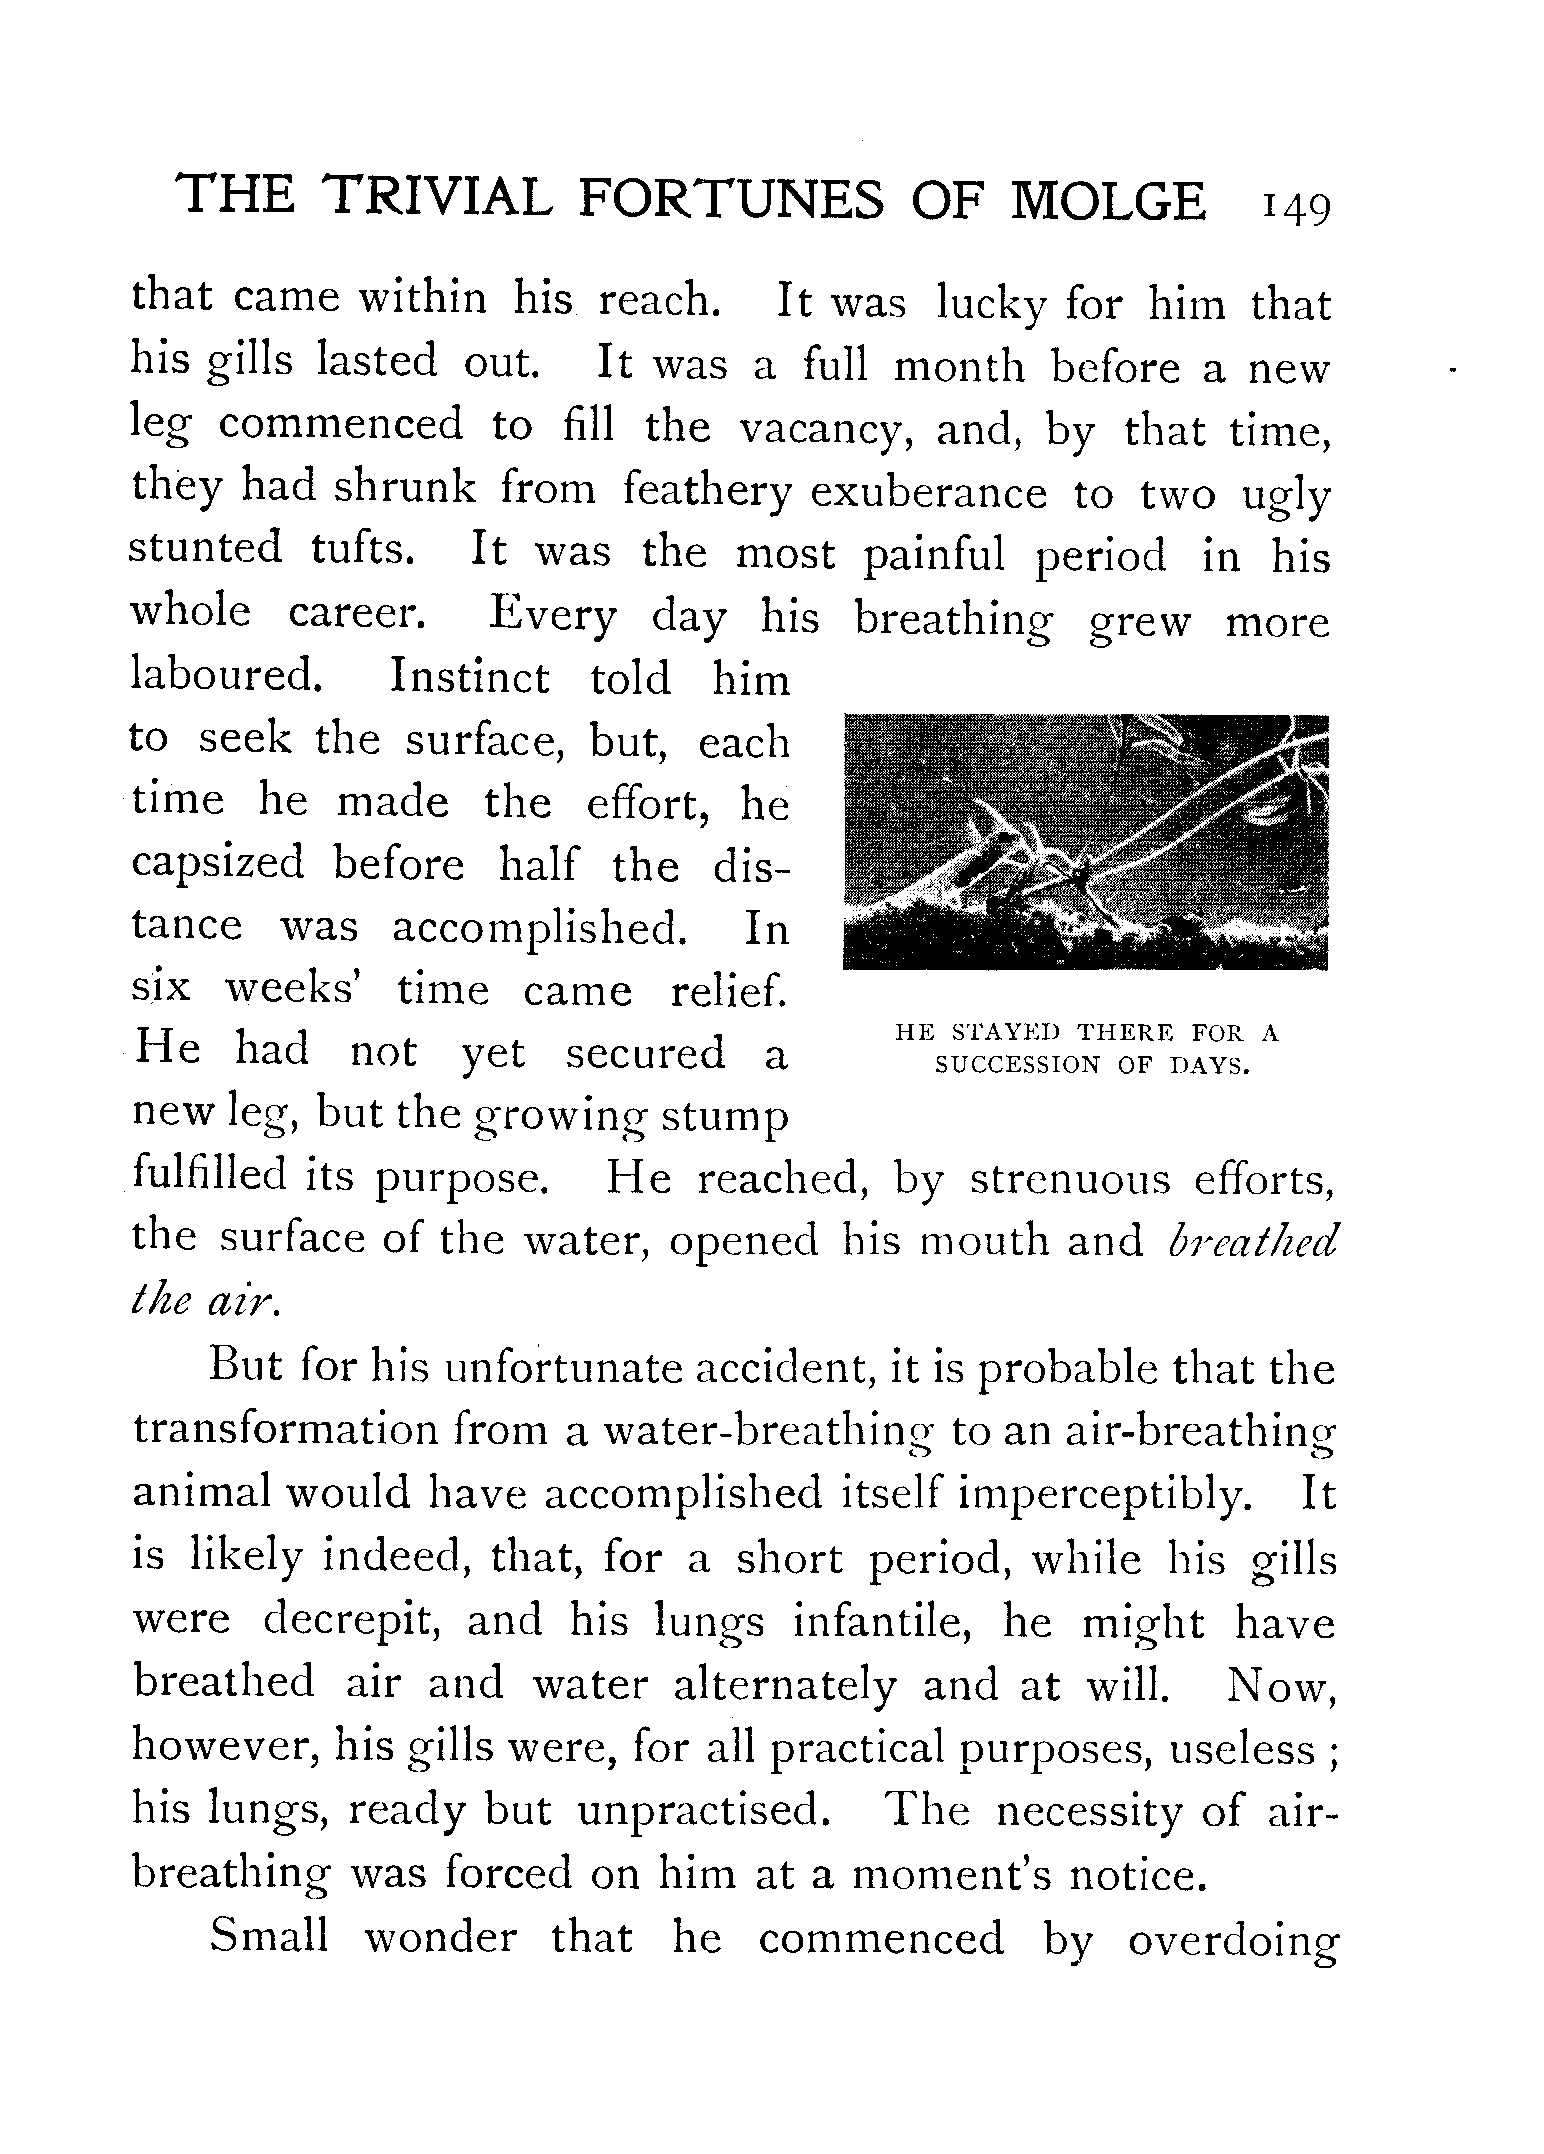 THE TRIVIAL FORTUNES OF MOLGE 149
that came within his reach. It was lucky for him that
his gills lasted out. It was a full month before a new
leg commenced to fill the vacancy, and, by that time,
they had shrunk from feathery exuberance to two ugly
stunted tufts. It was the most painful period in his
whole career. Every day his breathing grew more
laboured. Instinct told him
to seek the surface, but, each
time he made the effort, he
capsized before half the dis-
tance was accomplished. In
six weeks' time came relief.
He had not yet secured a
new leg, but the growing stump
HE STAYED THERE FOR A
SUCCESSION OF DAYS.
fulfilled its purpose. He reached, by strenuous efforts,
the surface of the water, opened his mouth and breathed
the air.
But for his unfortunate accident, it is probable that the
transformation from a water-breathing to an air-breathing
animal would have accomplished itself imperceptibly. It
is likely indeed, that, for a short period, while his gills
were decrepit, and his lungs infantile, he might have
breathed air and water alternately and at will. Now,
however, his gills were, for all practical purposes, useless ;
his lungs, ready but unpractised. The necessity of air-
breathing was forced on him at a moment's notice.
Small wonder that he commenced by overdoing